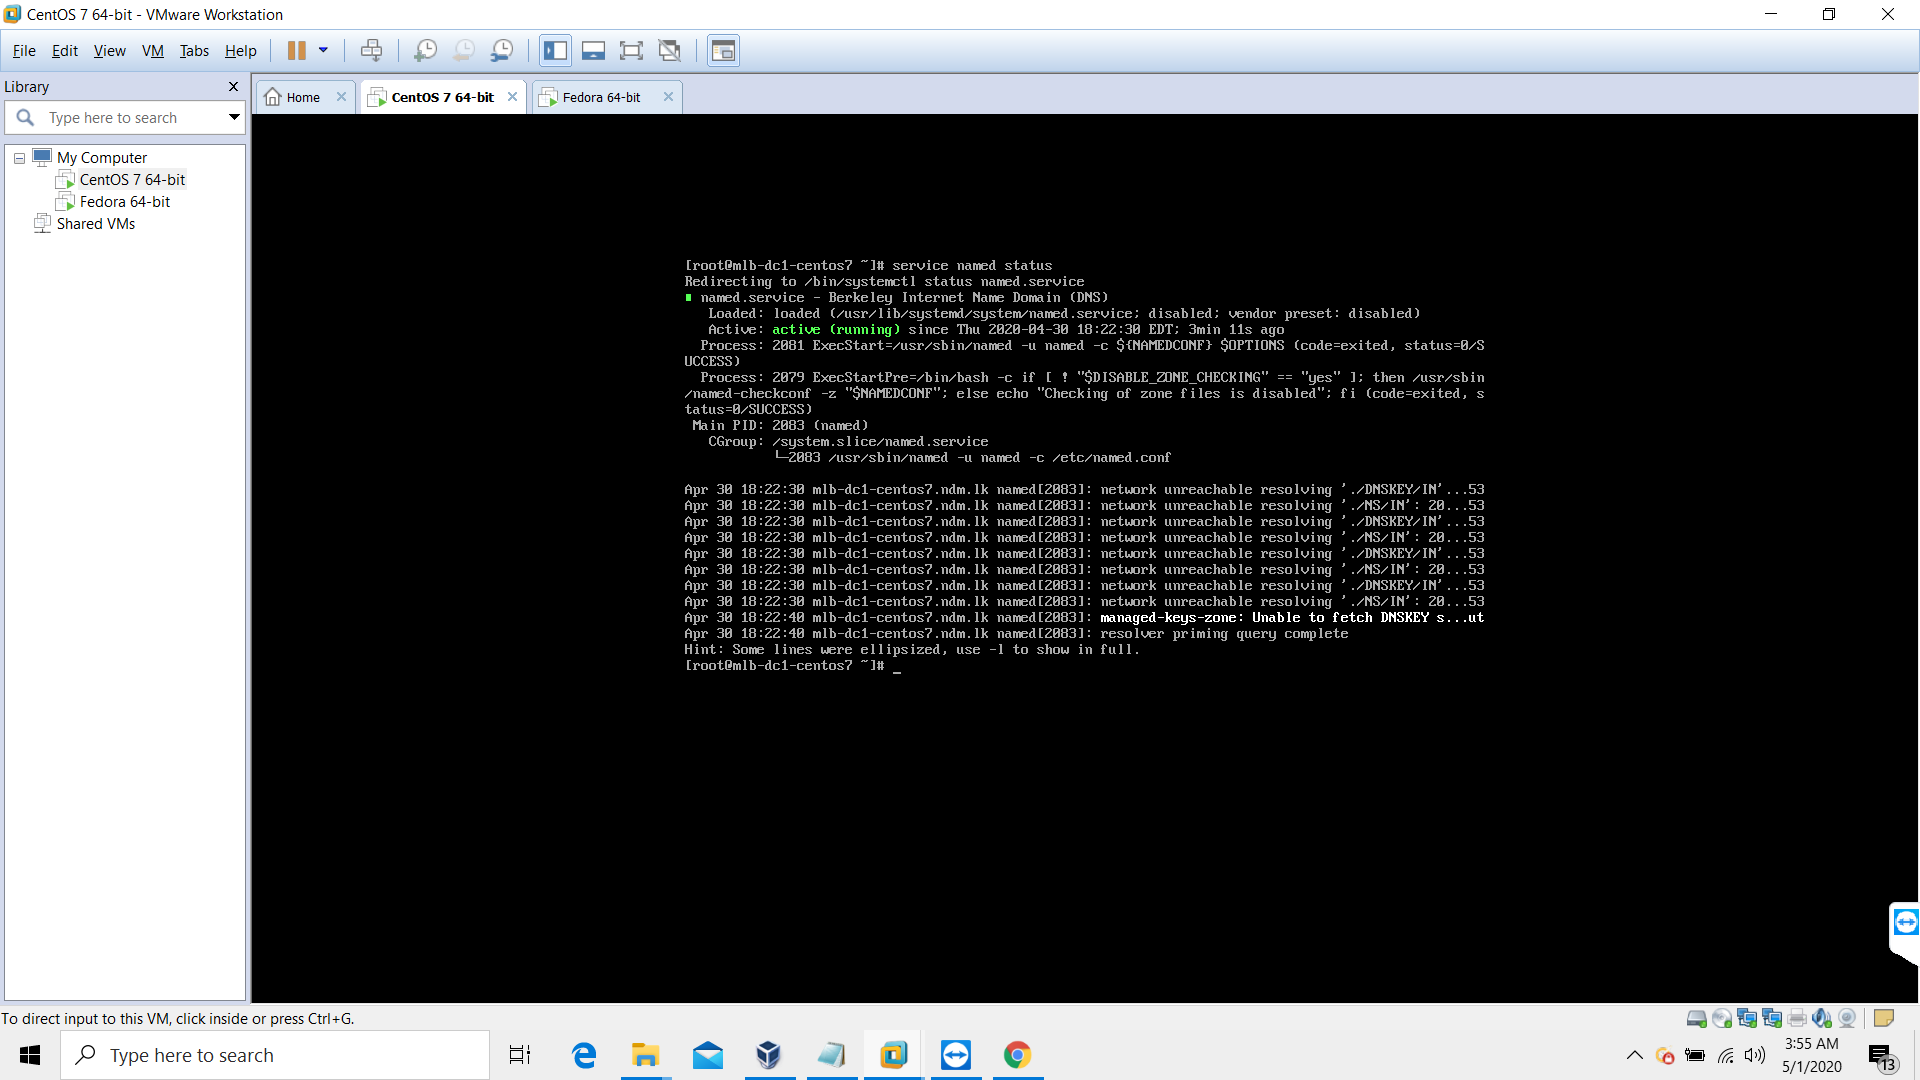 CentOS 7 64-bit - VMware Workstation
File Edit View VM Tabs Help
Library
Type here to search
My Computer
CentOS 7 64-bit
Fedora 64-bit
Shared VMs
Home
CentOS 7 64-bit
Fedora 64-bit
[root@mlb-dc1-centos7 ~]# service named status
Redirecting to /bin/systemctl status named.service
named.service - Berkeley Internet Name Domain (DNS)
Loaded: loaded (/usr/lib/systemd/system/named.service; disabled; vendor preset: disabled)
Active: active (running) since Thu 2020-04-30 18:22:30 EDT; 3min 11s ago
Process: 2081 ExecStart=/usr/sbin/named -u named -c ${NAMEDCONF} $OPTIONS (code=exited, status=0/S
UCCESS)
Process: 2079 ExecStartPre=/bin/bash -c if [ ! "$DISABLE_ZONE_CHECKING" == "yes" ]; then /usr/sbin
/named-checkconf -z "$NAMEDCONF"; else echo "Checking of zone files is disabled"; fi (code=exited, s
tatus=0/SUCCESS)
Main PID: 2083 (named)
CGroup: /system.slice/named.service
└─2083 /usr/sbin/named -u named -c /etc/named.conf
Apr 30 18:22:30 mlb-dc1-centos7.ndm.lk named[2083]: network unreachable resolving './DNSKEY/IN'...53
Apr 30 18:22:30 mlb-dc1-centos7.ndm.lk named[2083]: network unreachable resolving './NS/IN': 20...53
Apr 30 18:22:30 mlb-dc1-centos7.ndm.lk named[2083]: network unreachable resolving './DNSKEY/IN'...53
Apr 30 18:22:30 mlb-dc1-centos7.ndm.lk named[2083]: network unreachable resolving './NS/IN': 20...53
Apr 30 18:22:30 mlb-dc1-centos7.ndm.lk named[2083]: network unreachable resolving './DNSKEY/IN'...53
Apr 30 18:22:30 mlb-dc1-centos7.ndm.lk named[2083]: network unreachable resolving './NS/IN': 20...53
Apr 30 18:22:30 mlb-dc1-centos7.ndm.lk named[2083]: network unreachable resolving './DNSKEY/IN'...53
Apr 30 18:22:30 mlb-dc1-centos7.ndm.lk named[2083]: network unreachable resolving './NS/IN': 20...53
Apr 30 18:22:40 mlb-dc1-centos7.ndm.lk named[2083]: managed-keys-zone: Unable to fetch DNSKEY s...ut
Apr 30 18:22:40 mlb-dc1-centos7.ndm.lk named[2083]: resolver priming query complete
Hint: Some lines were ellipsized, use -l to show in full.
[root@mlb-dc1-centos7 ~]# _
To direct input to this VM, click inside or press Ctrl+G.
Type here to search
3:55 AM
5/1/2020
13